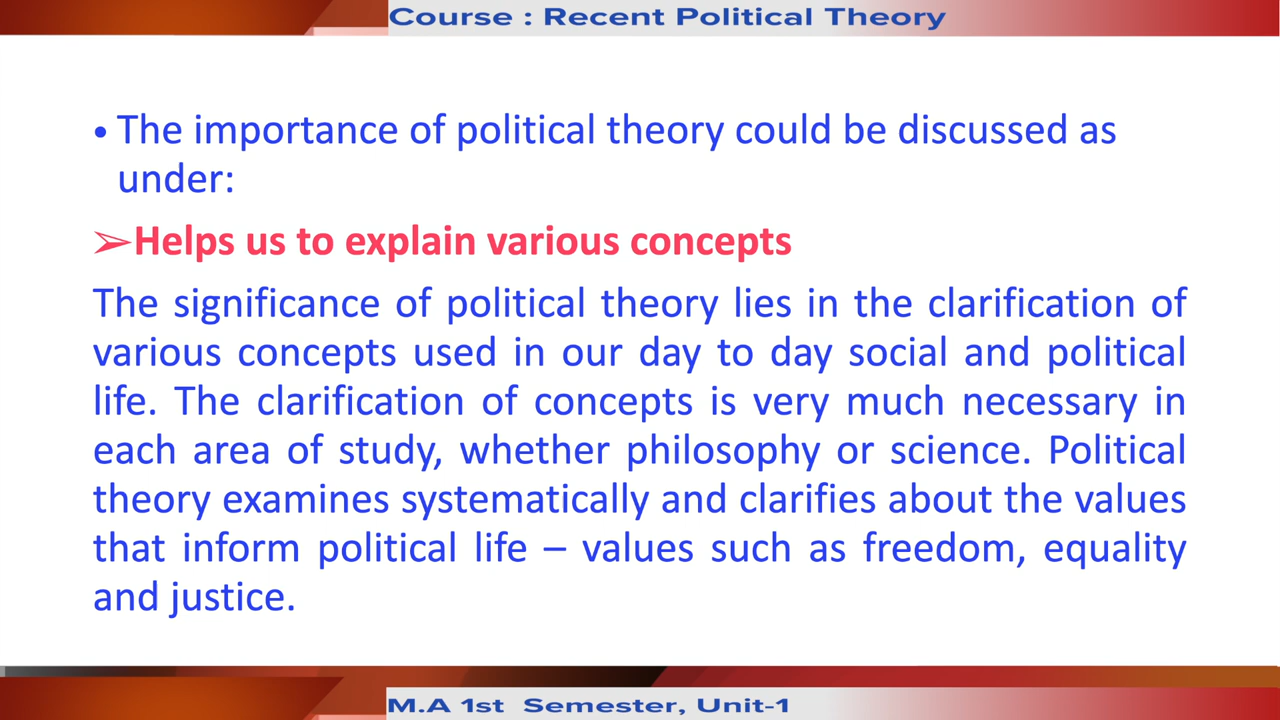 Course : Recent Political Theory
• The importance of political theory could be discussed as
under:
➢Helps us to explain various concepts
The significance of political theory lies in the clarification of
various concepts used in our day to day social and political
life. The clarification of concepts is very much necessary in
each area of study, whether philosophy or science. Political
theory examines systematically and clarifies about the values
that inform political life – values such as freedom, equality
and justice.
M.A 1st Semester, Unit-1